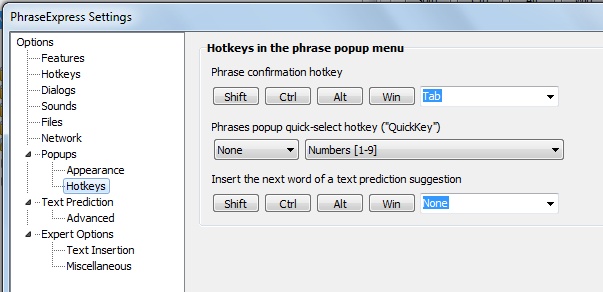 PhraseExpress Settings
Options
Features
Hotkeys
Dialogs
Sounds
Files
Network
Popups
Appearance
Hotkeys
Text Prediction
Advanced
Expert Options
Text Insertion
Miscellaneous
Hotkeys in the phrase popup menu
Phrase confirmation hotkey
Shift Ctrl Alt Win Tab
Phrases popup quick-select hotkey ("QuickKey")
None Numbers [1-9]
Insert the next word of a text prediction suggestion
Shift Ctrl Alt Win None